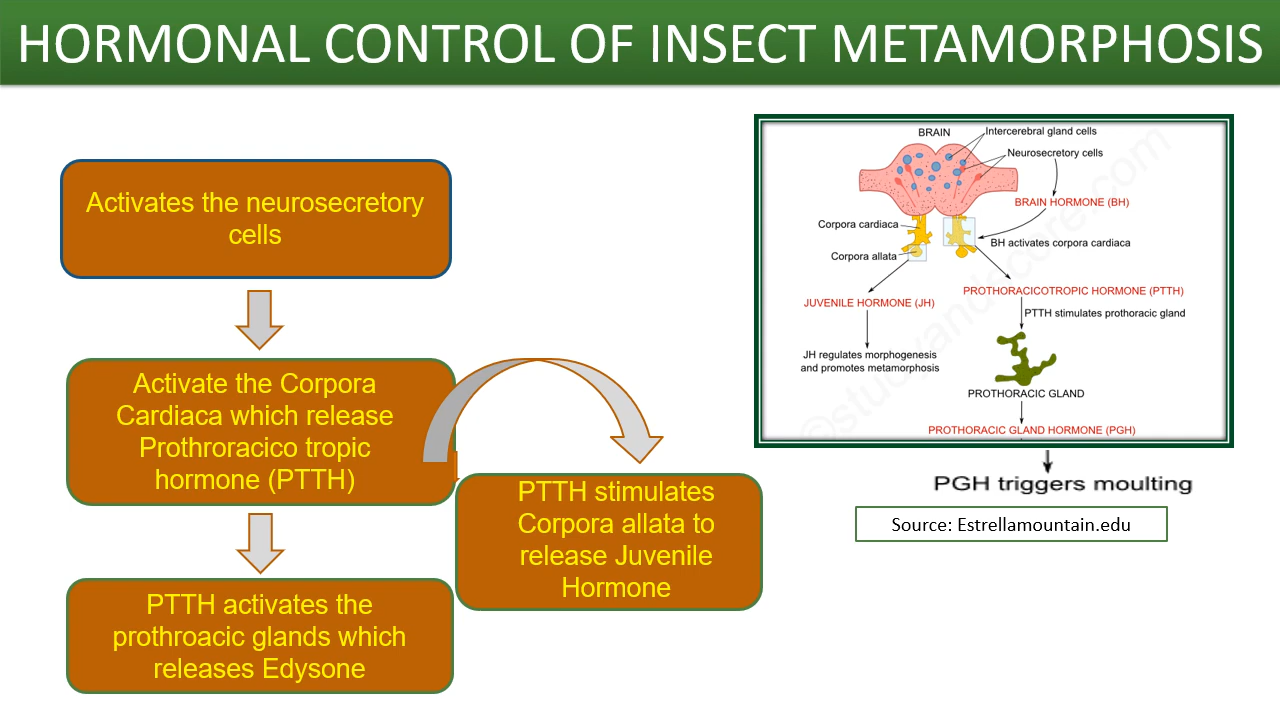 HORMONAL CONTROL OF INSECT METAMORPHOSIS
Activates the neurosecretory
cells
Activate the Corpora
Cardiaca which release
Prothroracico tropic
hormone (PTTH)
PTTH stimulates
Corpora allata to
release Juvenile
Hormone
PTTH activates the
prothroacic glands which
releases Edysone
BRAIN
Intercerebral gland cells
Neurosecretory cells
BRAIN HORMONE (BH)
Corpora cardiaca
BH activates corpora cardiaca
Corpora allata
PROTHORACICOTROPIC HORMONE (PTTH)
JUVENILE HORMONE (JH)
PTTH stimulates prothoracic gland
JH regulates morphogenesis
and promotes metamorphosis
PROTHORACIC GLAND
PROTHORACIC GLAND HORMONE (PGH)
PGH triggers moulting
Source: Estrellamountain.edu
©studyandscore.com